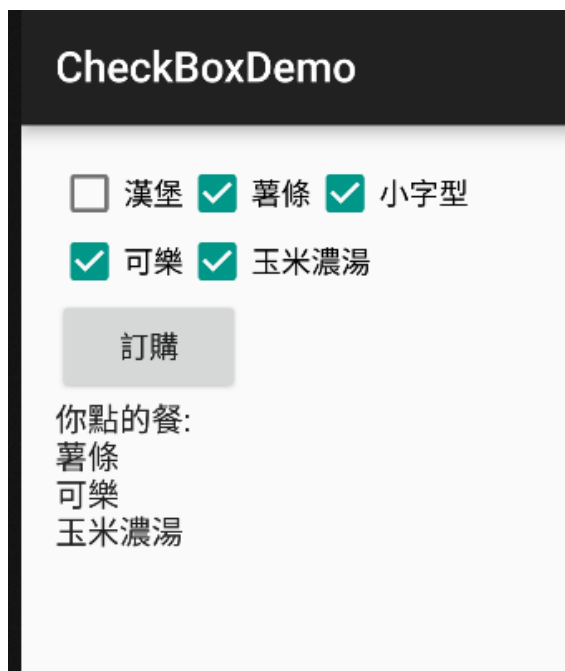 CheckBoxDemo
漢堡 薯條 小字型
可樂 玉米濃湯
訂購
你點的餐:
薯條
可樂
玉米濃湯